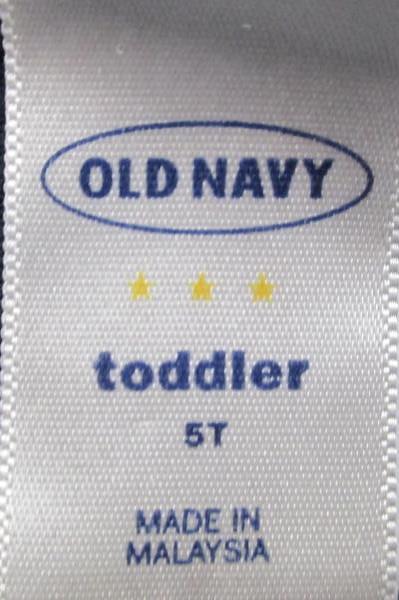 OLD NAVY
toddler
5T
MADE IN
MALAYSIA